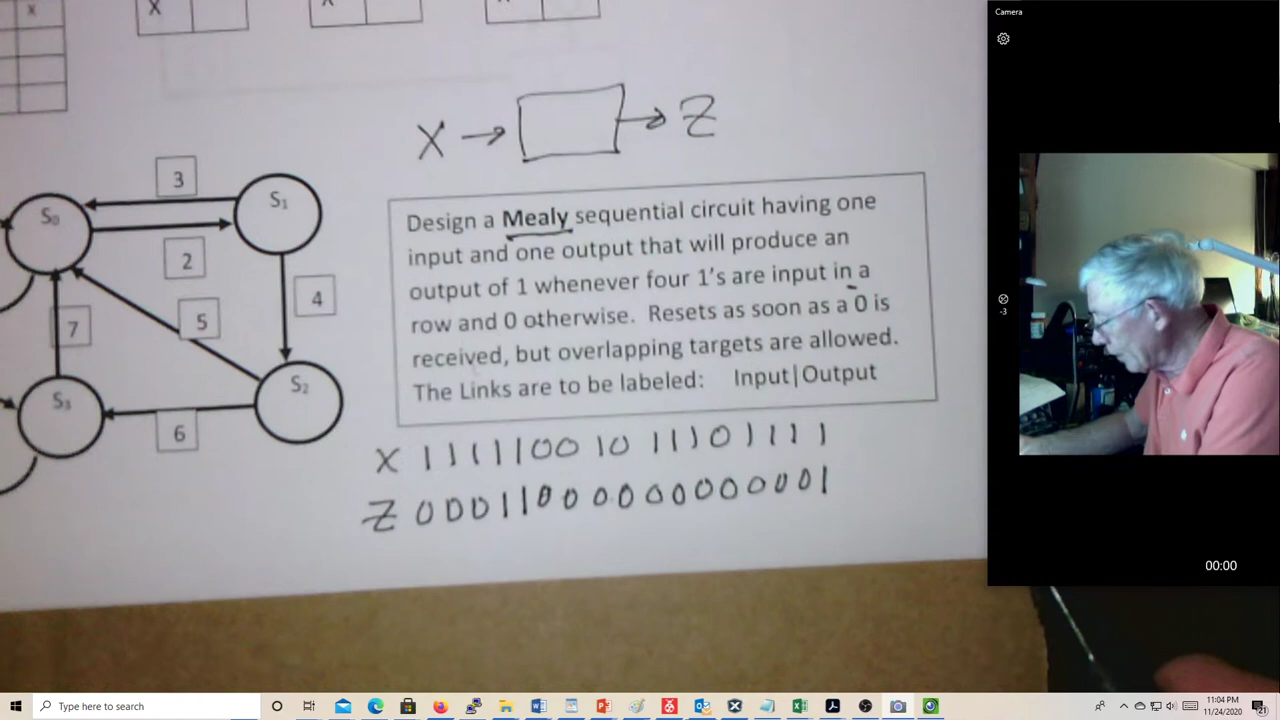 x
X
X
X
Camera
X → → Z
S₀
3
S₁
2
4
5
7
S₃
6
S₂
Design a Mealy sequential circuit having one
input and one output that will produce an
output of 1 whenever four 1's are input in a
row and 0 otherwise. Resets as soon as a 0 is
received, but overlapping targets are allowed.
The Links are to be labeled: Input|Output
X 1 1 1 1 1 0 0 1 0 1 1 1 0 1 1 1 1
Z 0 0 0 1 1 0 0 0 0 0 0 0 0 0 0 0 1
-3
00:00
Type here to search
11:04 PM
11/24/2020
21